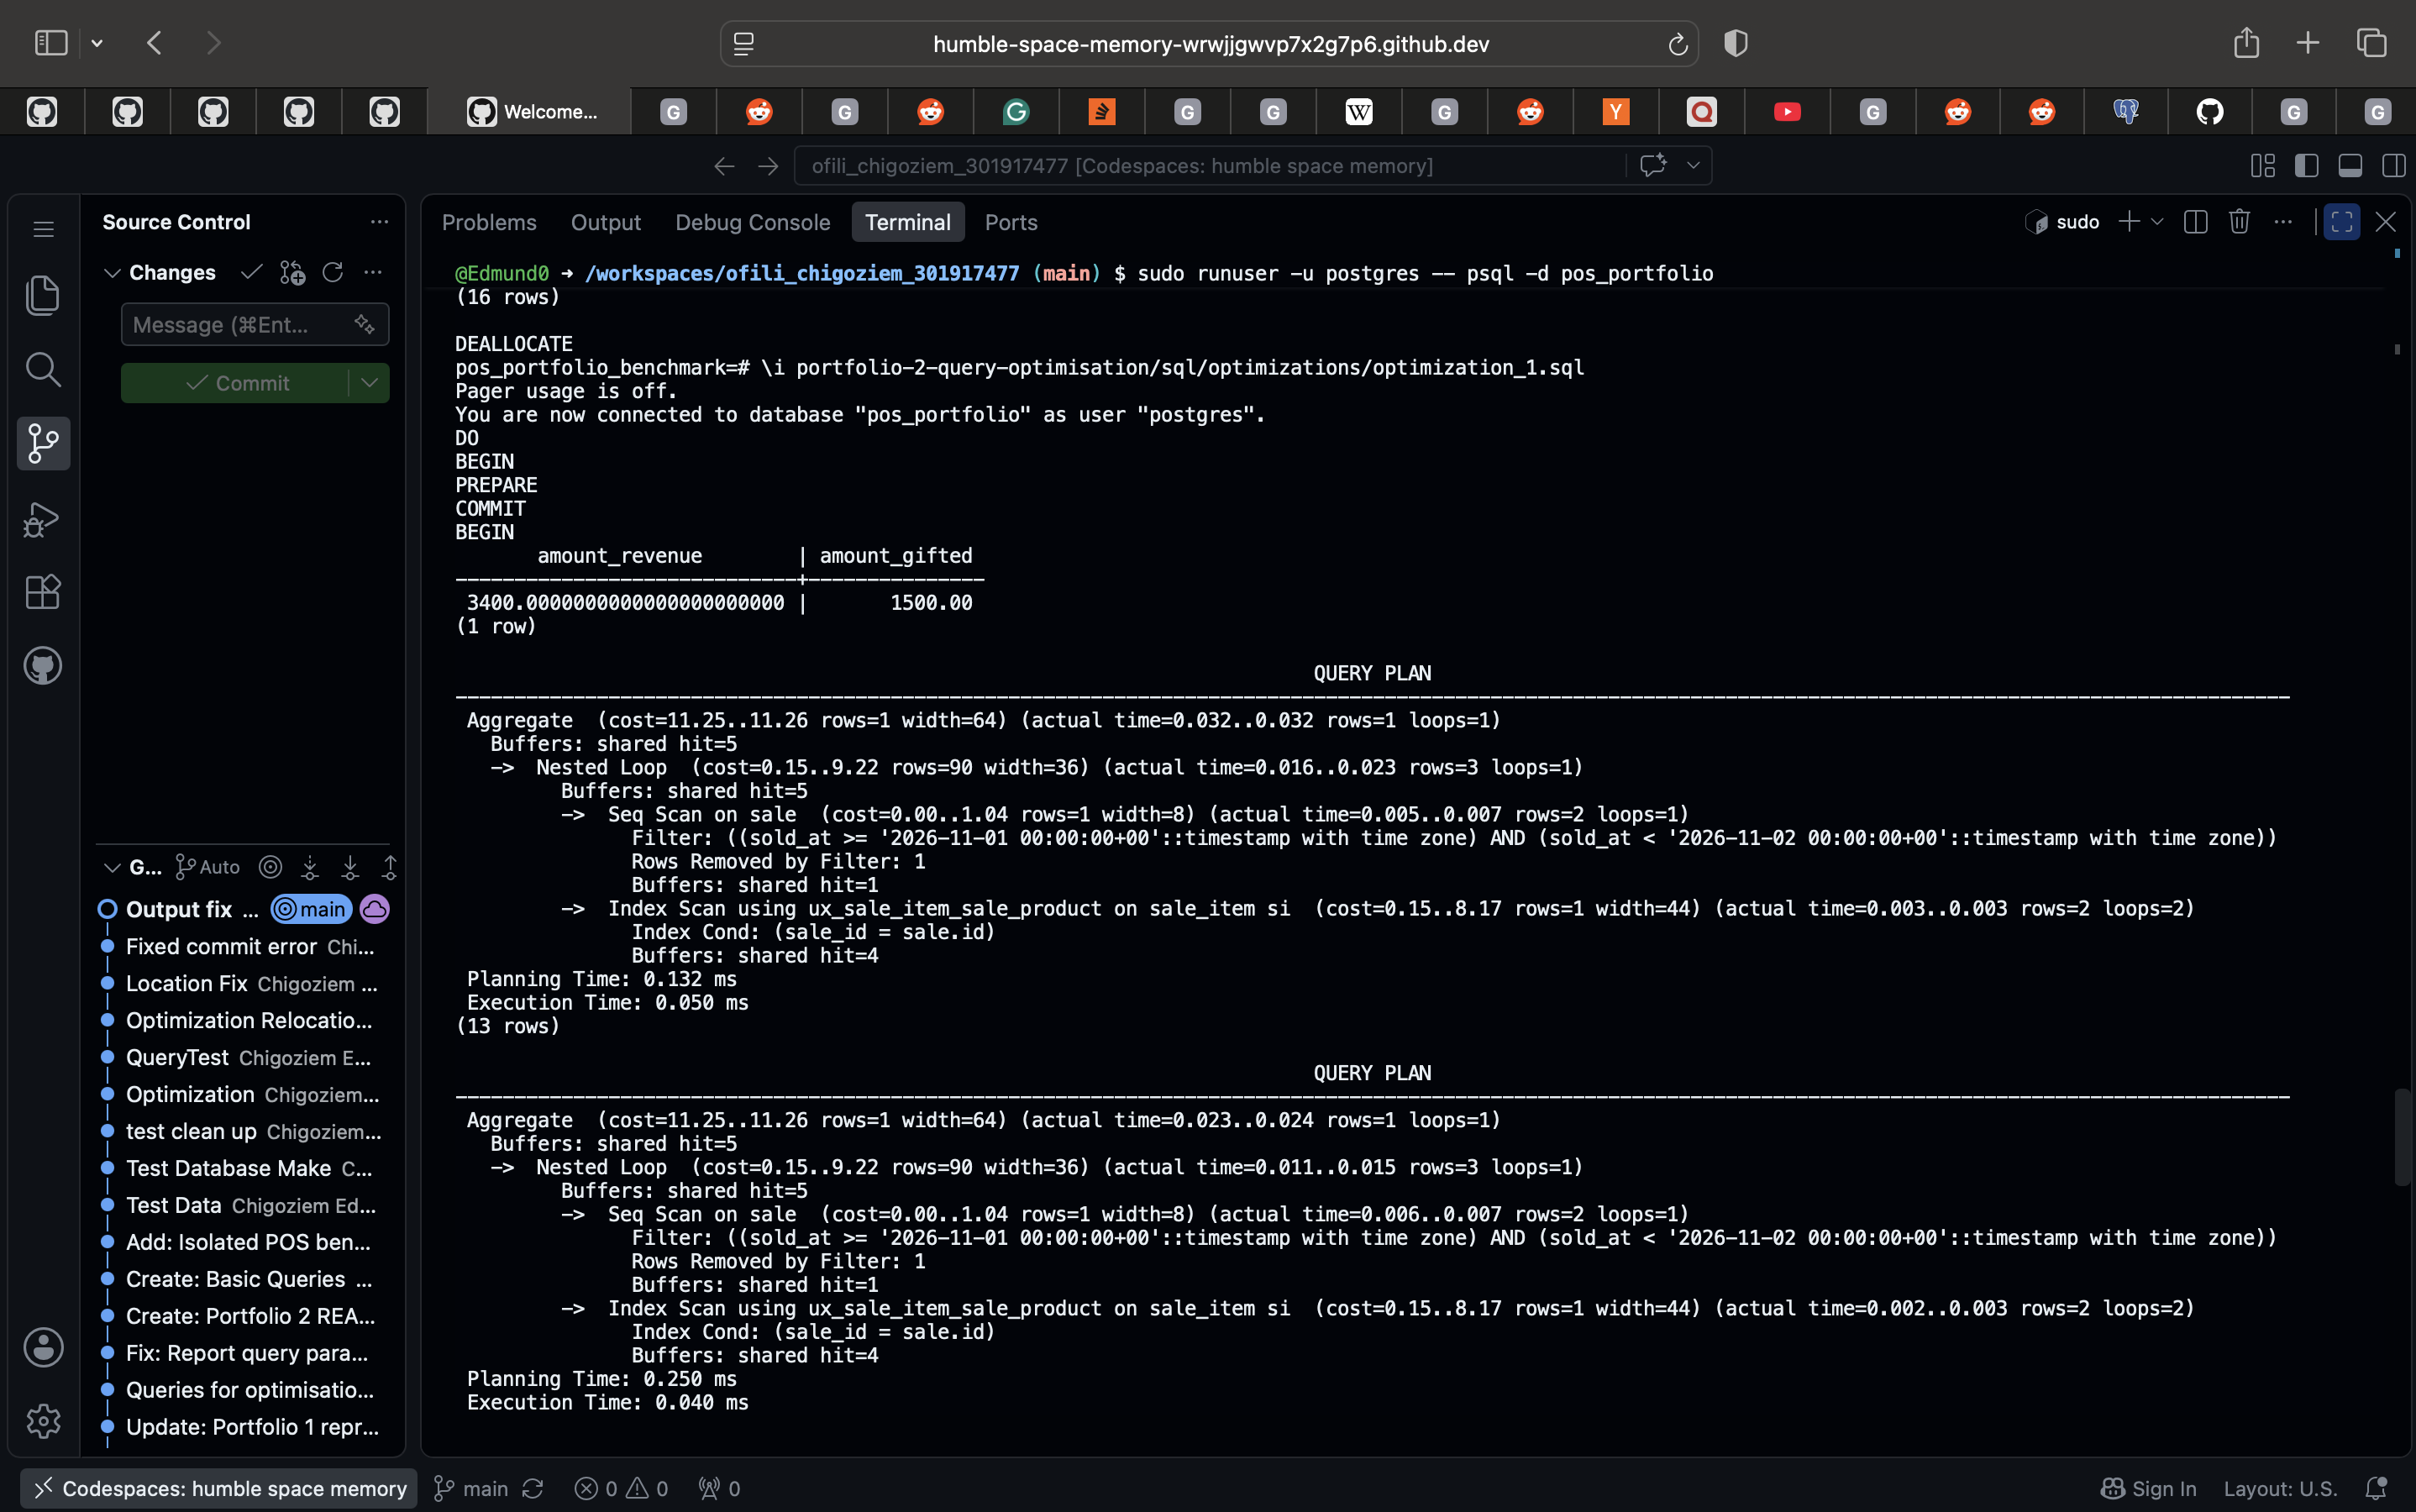 humble-space-memory-wrwjjgwvp7x2g7p6.github.dev
Welcome...
ofili_chigoziem_301917477 [Codespaces: humble space memory]
Source Control
Changes
Message (⌘Ent...
Commit
G...
Auto
Output fix ...
main
Fixed commit error Chi...
Location Fix Chigoziem ...
Optimization Relocatio...
QueryTest Chigoziem E...
Optimization Chigoziem...
test clean up Chigoziem...
Test Database Make C...
Test Data Chigoziem Ed...
Add: Isolated POS ben...
Create: Basic Queries ...
Create: Portfolio 2 REA...
Fix: Report query para...
Queries for optimisatio...
Update: Portfolio 1 repr...
Problems Output Debug Console Terminal Ports
sudo
@Edmund0 ➜ /workspaces/ofili_chigoziem_301917477 (main) $ sudo runuser -u postgres -- psql -d pos_portfolio
(16 rows)
DEALLOCATE
pos_portfolio_benchmark=# \i portfolio-2-query-optimisation/sql/optimizations/optimization_1.sql
Pager usage is off.
You are now connected to database "pos_portfolio" as user "postgres".
DO
BEGIN
PREPARE
COMMIT
BEGIN
amount_revenue | amount_gifted
3400.0000000000000000000000 | 1500.00
(1 row)
QUERY PLAN
Aggregate (cost=11.25..11.26 rows=1 width=64) (actual time=0.032..0.032 rows=1 loops=1)
Buffers: shared hit=5
-> Nested Loop (cost=0.15..9.22 rows=90 width=36) (actual time=0.016..0.023 rows=3 loops=1)
Buffers: shared hit=5
-> Seq Scan on sale (cost=0.00..1.04 rows=1 width=8) (actual time=0.005..0.007 rows=2 loops=1)
Filter: ((sold_at >= '2026-11-01 00:00:00+00'::timestamp with time zone) AND (sold_at < '2026-11-02 00:00:00+00'::timestamp with time zone))
Rows Removed by Filter: 1
Buffers: shared hit=1
-> Index Scan using ux_sale_item_sale_product on sale_item si (cost=0.15..8.17 rows=1 width=44) (actual time=0.003..0.003 rows=2 loops=2)
Index Cond: (sale_id = sale.id)
Buffers: shared hit=4
Planning Time: 0.132 ms
Execution Time: 0.050 ms
(13 rows)
QUERY PLAN
Aggregate (cost=11.25..11.26 rows=1 width=64) (actual time=0.023..0.024 rows=1 loops=1)
Buffers: shared hit=5
-> Nested Loop (cost=0.15..9.22 rows=90 width=36) (actual time=0.011..0.015 rows=3 loops=1)
Buffers: shared hit=5
-> Seq Scan on sale (cost=0.00..1.04 rows=1 width=8) (actual time=0.006..0.007 rows=2 loops=1)
Filter: ((sold_at >= '2026-11-01 00:00:00+00'::timestamp with time zone) AND (sold_at < '2026-11-02 00:00:00+00'::timestamp with time zone))
Rows Removed by Filter: 1
Buffers: shared hit=1
-> Index Scan using ux_sale_item_sale_product on sale_item si (cost=0.15..8.17 rows=1 width=44) (actual time=0.002..0.003 rows=2 loops=2)
Index Cond: (sale_id = sale.id)
Buffers: shared hit=4
Planning Time: 0.250 ms
Execution Time: 0.040 ms
Codespaces: humble space memory main 0 0 0 Sign In Layout: U.S.